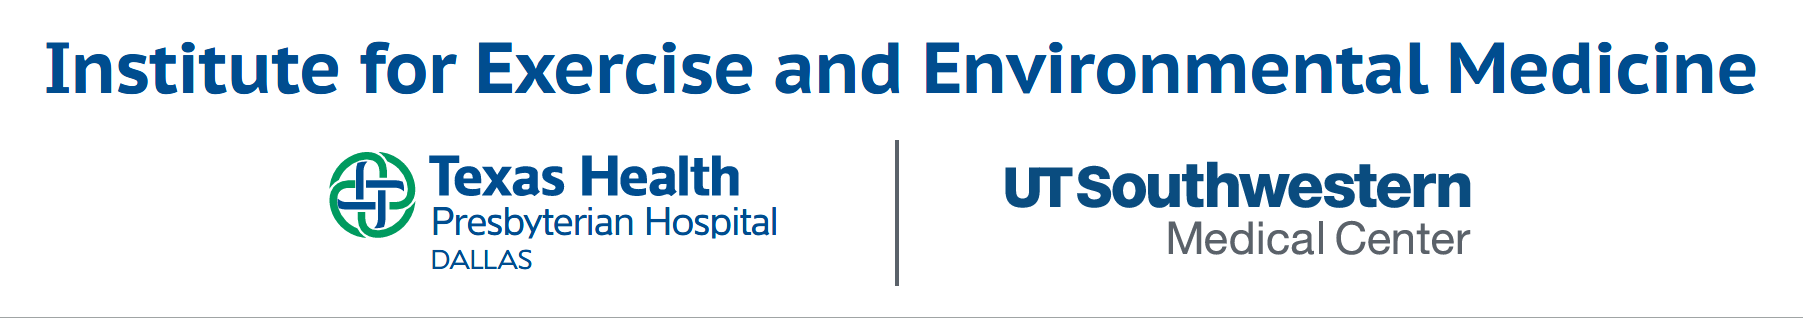 Institute for Exercise and Environmental Medicine
Texas Health
Presbyterian Hospital
DALLAS
UTSouthwestern
Medical Center